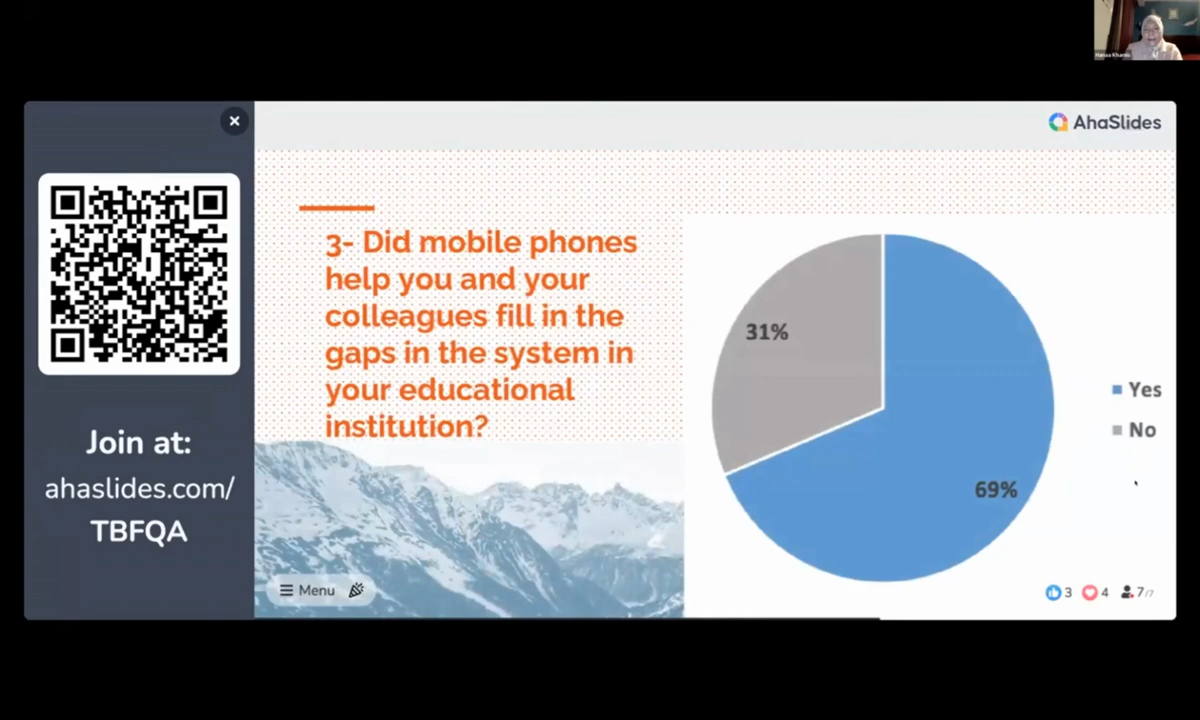 AhaSlides
Join at:
ahaslides.com/
TBFQA
3- Did mobile phones
help you and your
colleagues fill in the
gaps in the system in
your educational
institution?
31%
69%
Yes
No
Menu
3
4
7/7